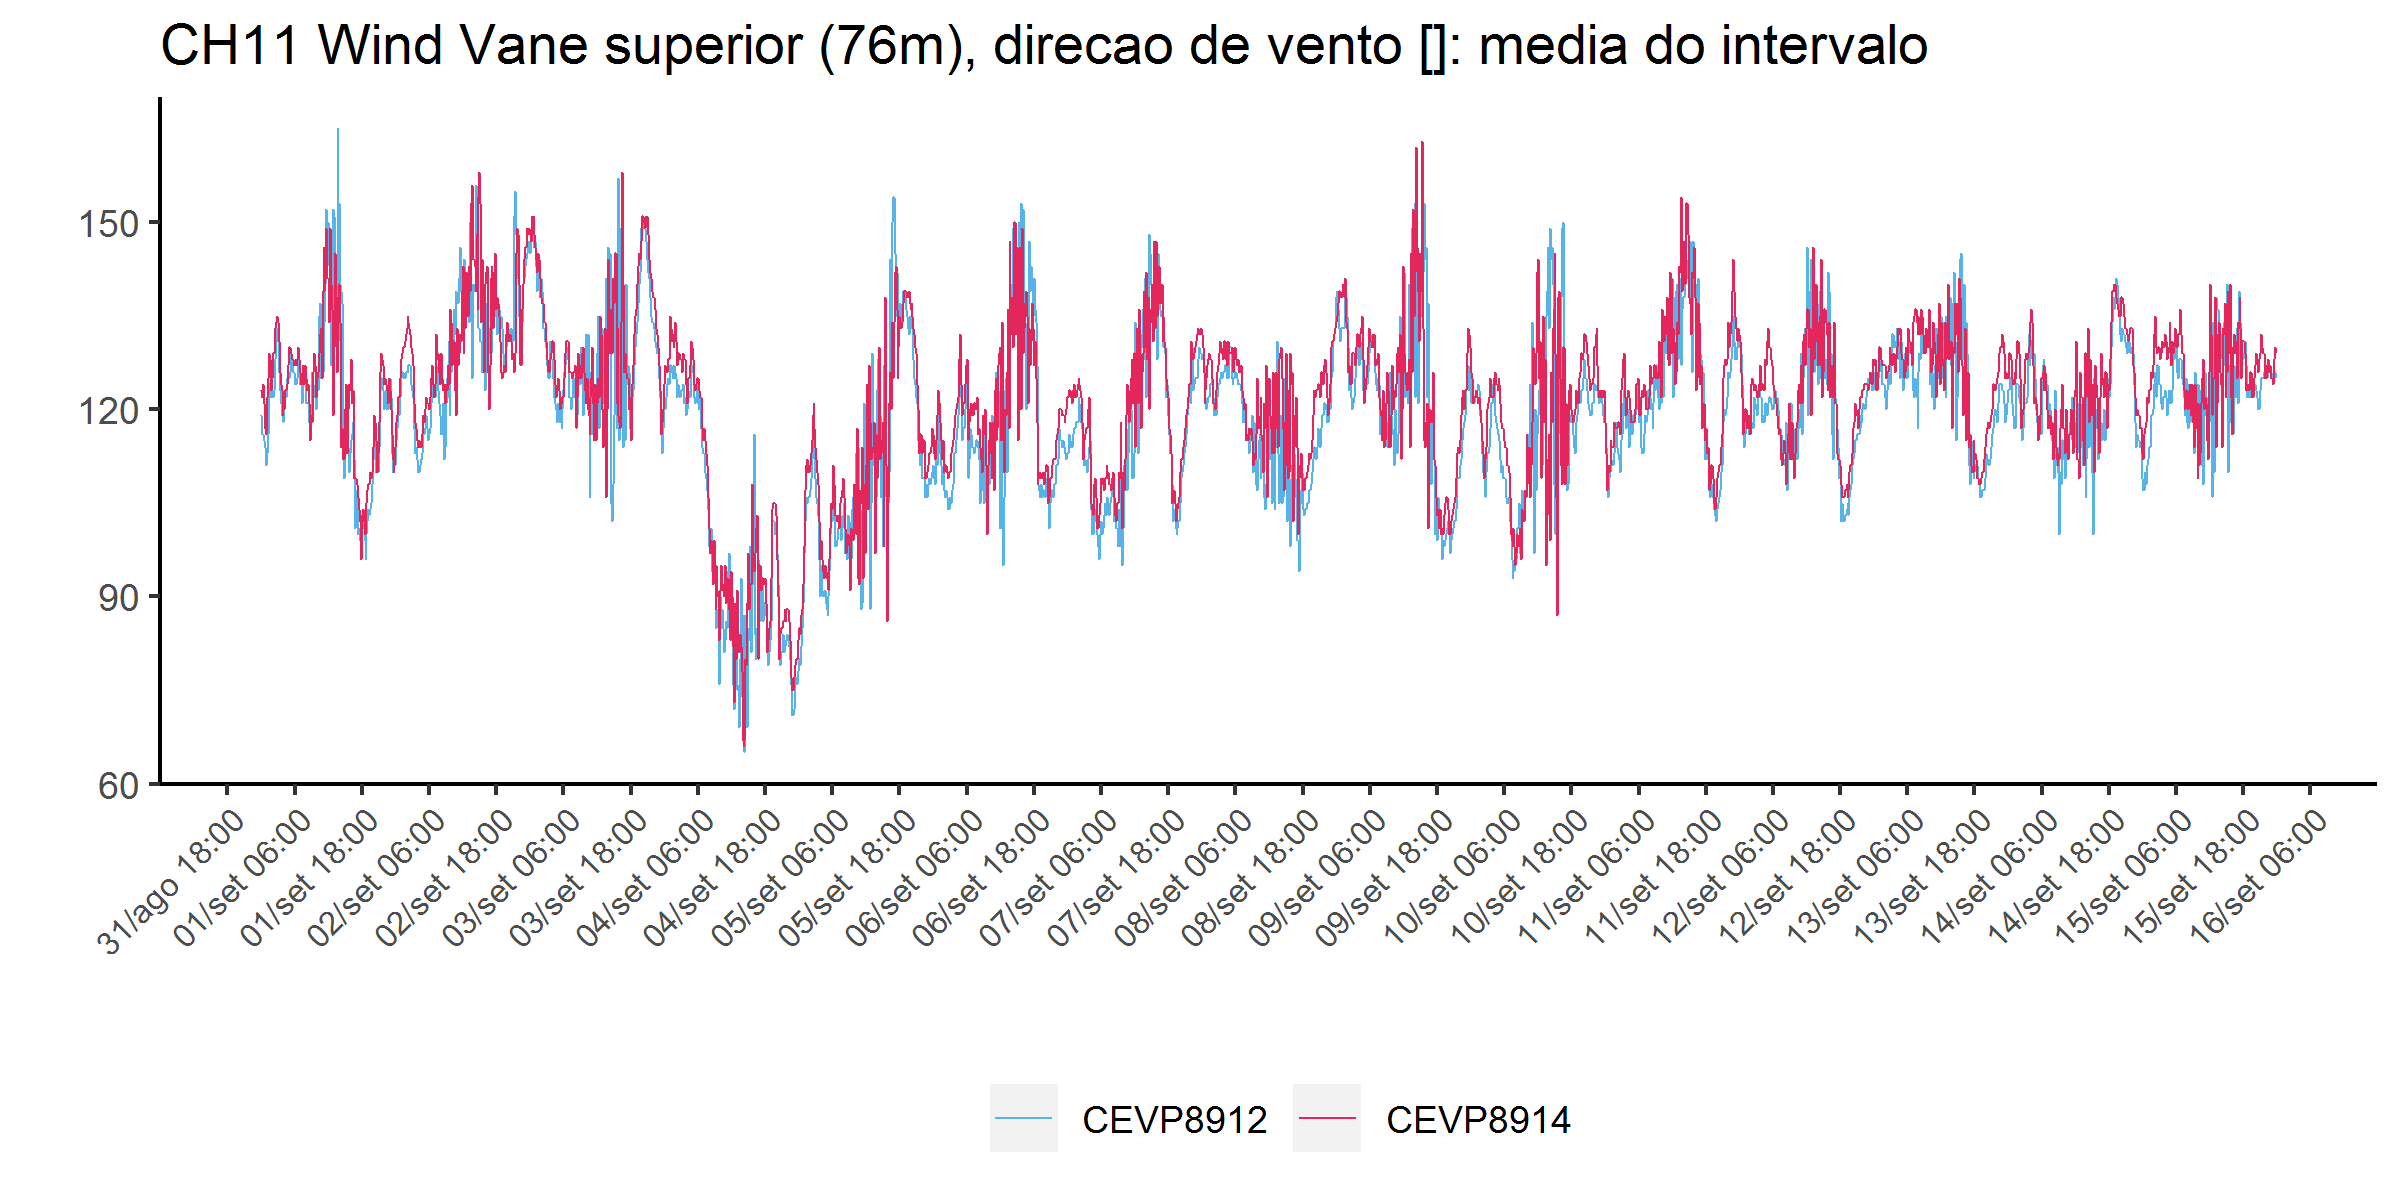 CH11 Wind Vane superior (76m), direcao de vento []: media do intervalo
150
120
90
60
31/ago 18:00
01/set 06:00
01/set 18:00
02/set 06:00
02/set 18:00
03/set 06:00
03/set 18:00
04/set 06:00
04/set 18:00
05/set 06:00
05/set 18:00
06/set 06:00
06/set 18:00
07/set 06:00
07/set 18:00
08/set 06:00
08/set 18:00
09/set 06:00
09/set 18:00
10/set 06:00
10/set 18:00
11/set 06:00
11/set 18:00
12/set 06:00
12/set 18:00
13/set 06:00
13/set 18:00
14/set 06:00
14/set 18:00
15/set 06:00
15/set 18:00
16/set 06:00
CEVP8912
CEVP8914